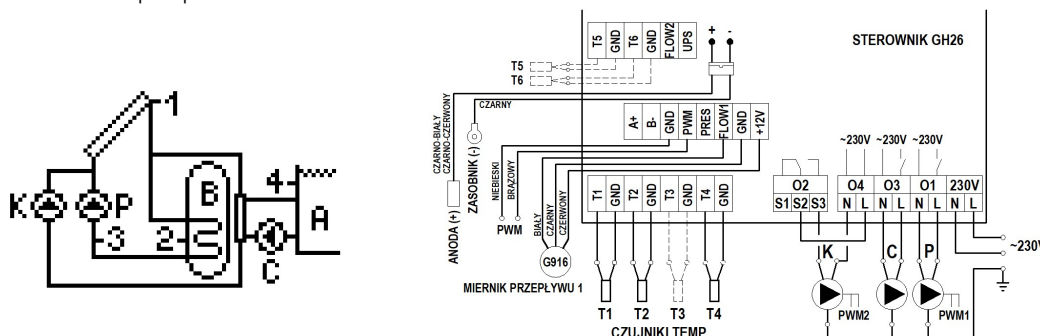 1
4
K
P
B
A
3
2
C
T5 GND T6 GND FLOW2 UPS
+ -
STEROWNIK GH26
T5
T6
CZARNY
CZARNO-BIAŁY
CZARNO-CZERWONY
ZASOBNIK (-)
ANODA (+)
A+ B- GND PWM PRES FLOW1 GND +12V
~230V ~230V ~230V
NIEBIESKI
BRĄZOWY
BIAŁY
CZARNY
CZERWONY
T1 GND T2 GND T3 GND T4 GND
O2 O4 O3 O1 230V
S1 S2 S3 N L N L N L N L
PWM
G916
MIERNIK PRZEPŁYWU 1
K C P
~230V
PWM2 PWM1
T1 T2 T3 T4
CZUJNIKI TEMP